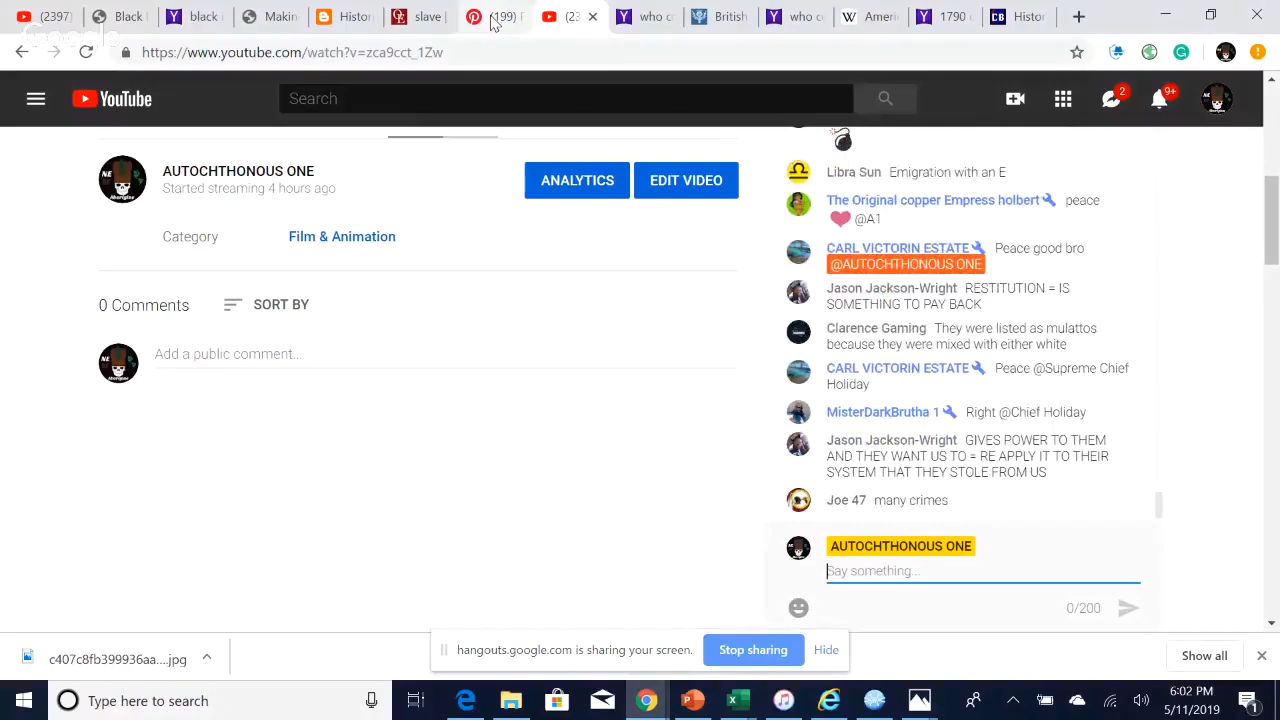 Black
black
Makin
Histor
slave
(199) F
(23
who c
Britisl
who o
Ameri
1790
Histor
https://www.youtube.com/watch?v=zca9cct_1Zw
YouTube
Search
2
9+
AUTOCHTHONOUS ONE
Started streaming 4 hours ago
ANALYTICS
EDIT VIDEO
Category
Film & Animation
0 Comments
SORT BY
Add a public comment...
Libra Sun Emigration with an E
The Original copper Empress holbert peace
@A1
CARL VICTORIN ESTATE Peace good bro
@AUTOCHTHONOUS ONE
Jason Jackson-Wright RESTITUTION = IS
SOMETHING TO PAY BACK
Clarence Gaming They were listed as mulattos
because they were mixed with either white
CARL VICTORIN ESTATE Peace @Supreme Chief
Holiday
MisterDarkBrutha 1 Right @Chief Holiday
Jason Jackson-Wright GIVES POWER TO THEM
AND THEY WANT US TO = RE APPLY IT TO THEIR
SYSTEM THAT THEY STOLE FROM US
Joe 47 many crimes
AUTOCHTHONOUS ONE
Say something...
0/200
c407c8fb399936aa....jpg
hangouts.google.com is sharing your screen.
Stop sharing
Hide
Show all
Type here to search
6:02 PM
5/11/2019